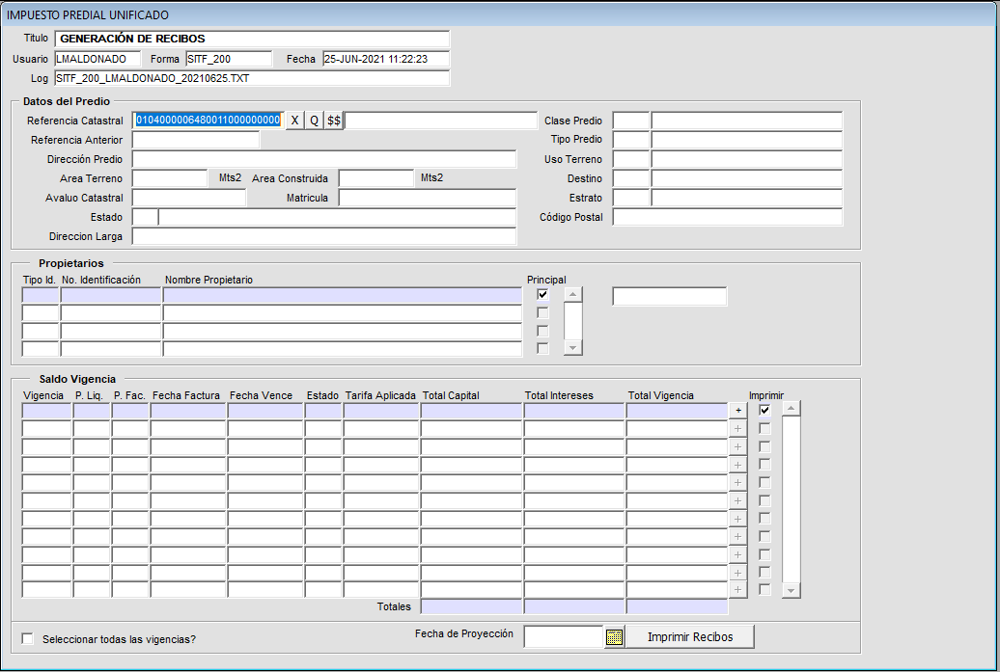 IMPUESTO PREDIAL UNIFICADO
Titulo GENERACIÓN DE RECIBOS
Usuario LMALDONADO Forma SITF_200 Fecha 25-JUN-2021 11:22:23
Log SITF_200_LMALDONADO_20210625.TXT
Datos del Predio
Referencia Catastral 0104000006480011000000000 X Q $$ Clase Predio
Referencia Anterior Tipo Predio
Dirección Predio Uso Terreno
Area Terreno Mts2 Area Construida Mts2 Destino
Avaluo Catastral Matricula Estrato
Estado Código Postal
Direccion Larga
Propietarios
Tipo Id. No. Identificación Nombre Propietario Principal
Saldo Vigencia
Vigencia P. Liq. P. Fac. Fecha Factura Fecha Vence Estado Tarifa Aplicada Total Capital Total Intereses Total Vigencia Imprimir
+
+
+
+
+
+
+
+
+
+
+
Totales
Seleccionar todas las vigencias? Fecha de Proyección Imprimir Recibos